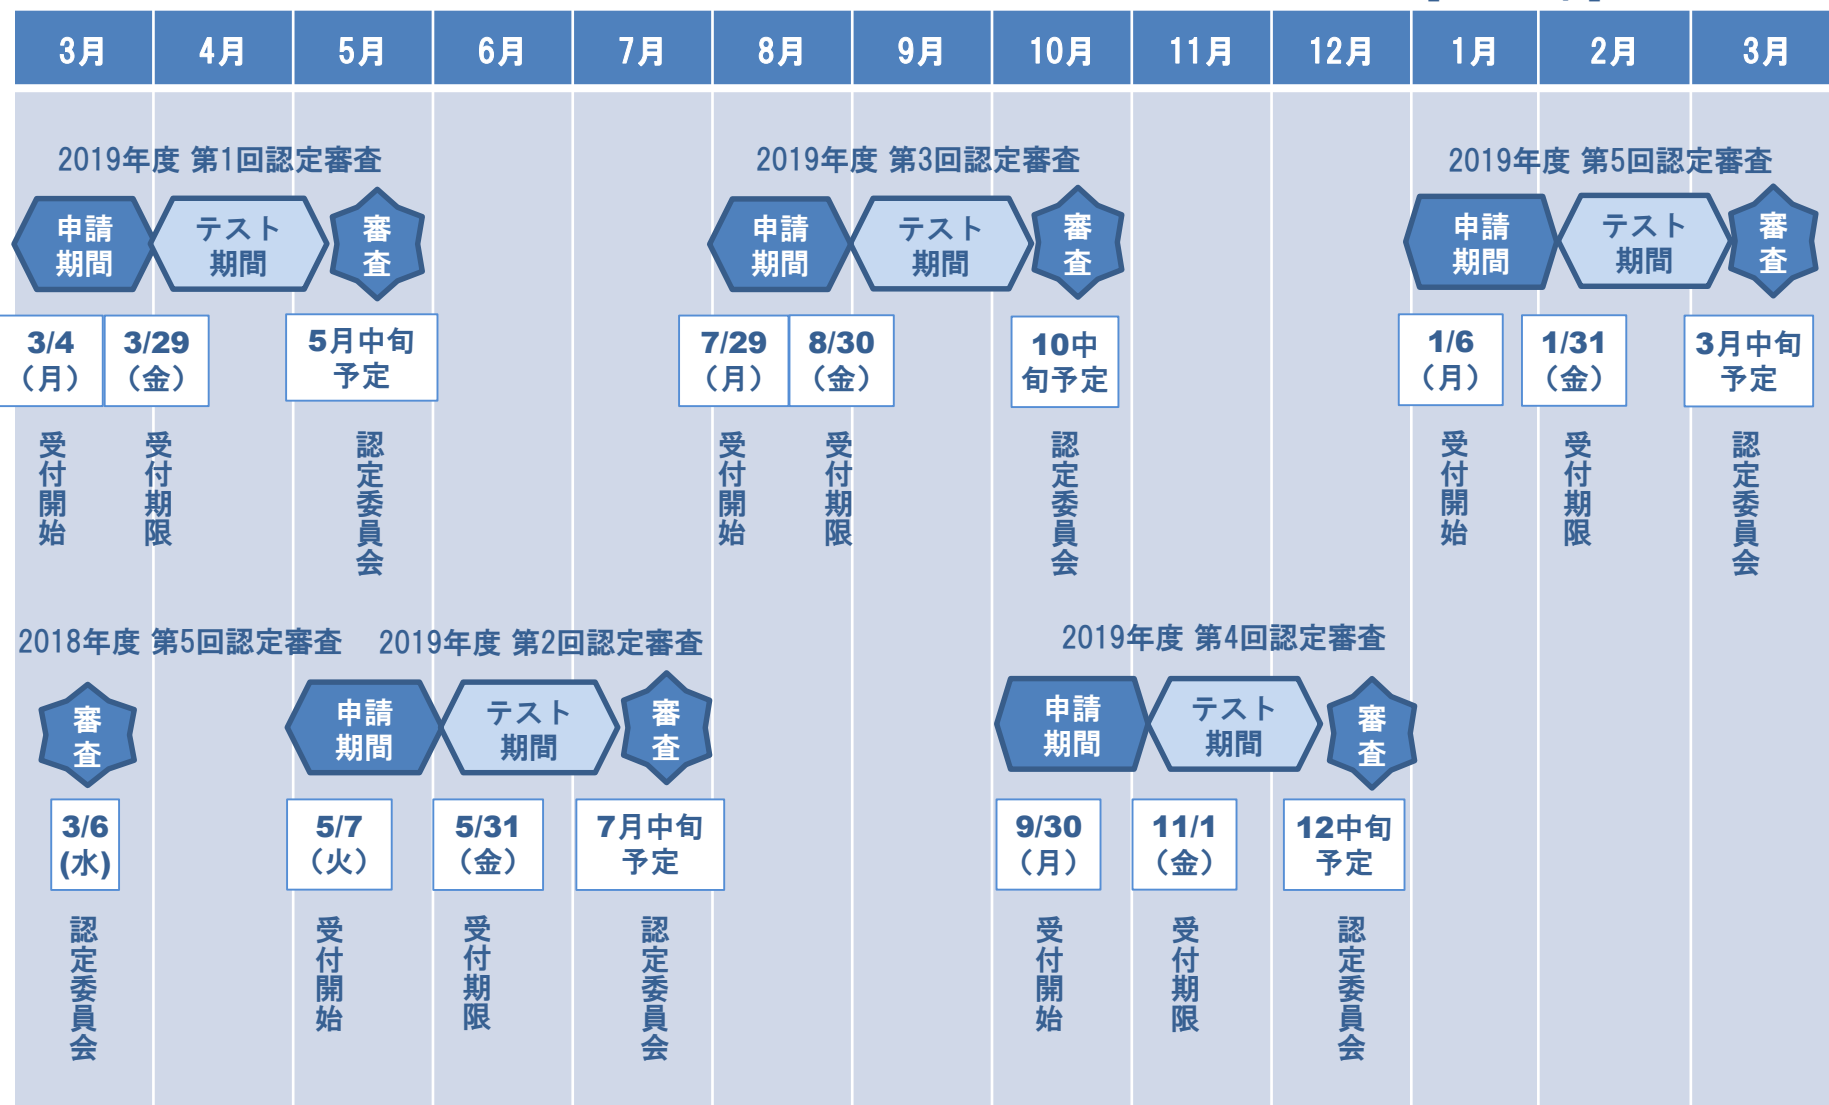 3月
4月
5月
6月
7月
8月
9月
10月
11月
12月
1月
2月
3月
2019年度 第1回認定審査
申請
期間
テスト
期間
審
査
3/4
（月）
3/29
（金）
5月中旬
予定
受付開始
受付期限
認定委員会
2019年度 第3回認定審査
申請
期間
テスト
期間
審
査
7/29
（月）
8/30
（金）
10中
旬予定
受付開始
受付期限
認定委員会
2019年度 第5回認定審査
申請
期間
テスト
期間
審
査
1/6
（月）
1/31
（金）
3月中旬
予定
受付開始
受付期限
認定委員会
2018年度 第5回認定審査
審
査
3/6
(水)
認定委員会
2019年度 第2回認定審査
申請
期間
テスト
期間
審
査
5/7
（火）
5/31
（金）
7月中旬
予定
受付開始
受付期限
認定委員会
2019年度 第4回認定審査
申請
期間
テスト
期間
審
査
9/30
（月）
11/1
（金）
12中旬
予定
受付開始
受付期限
認定委員会